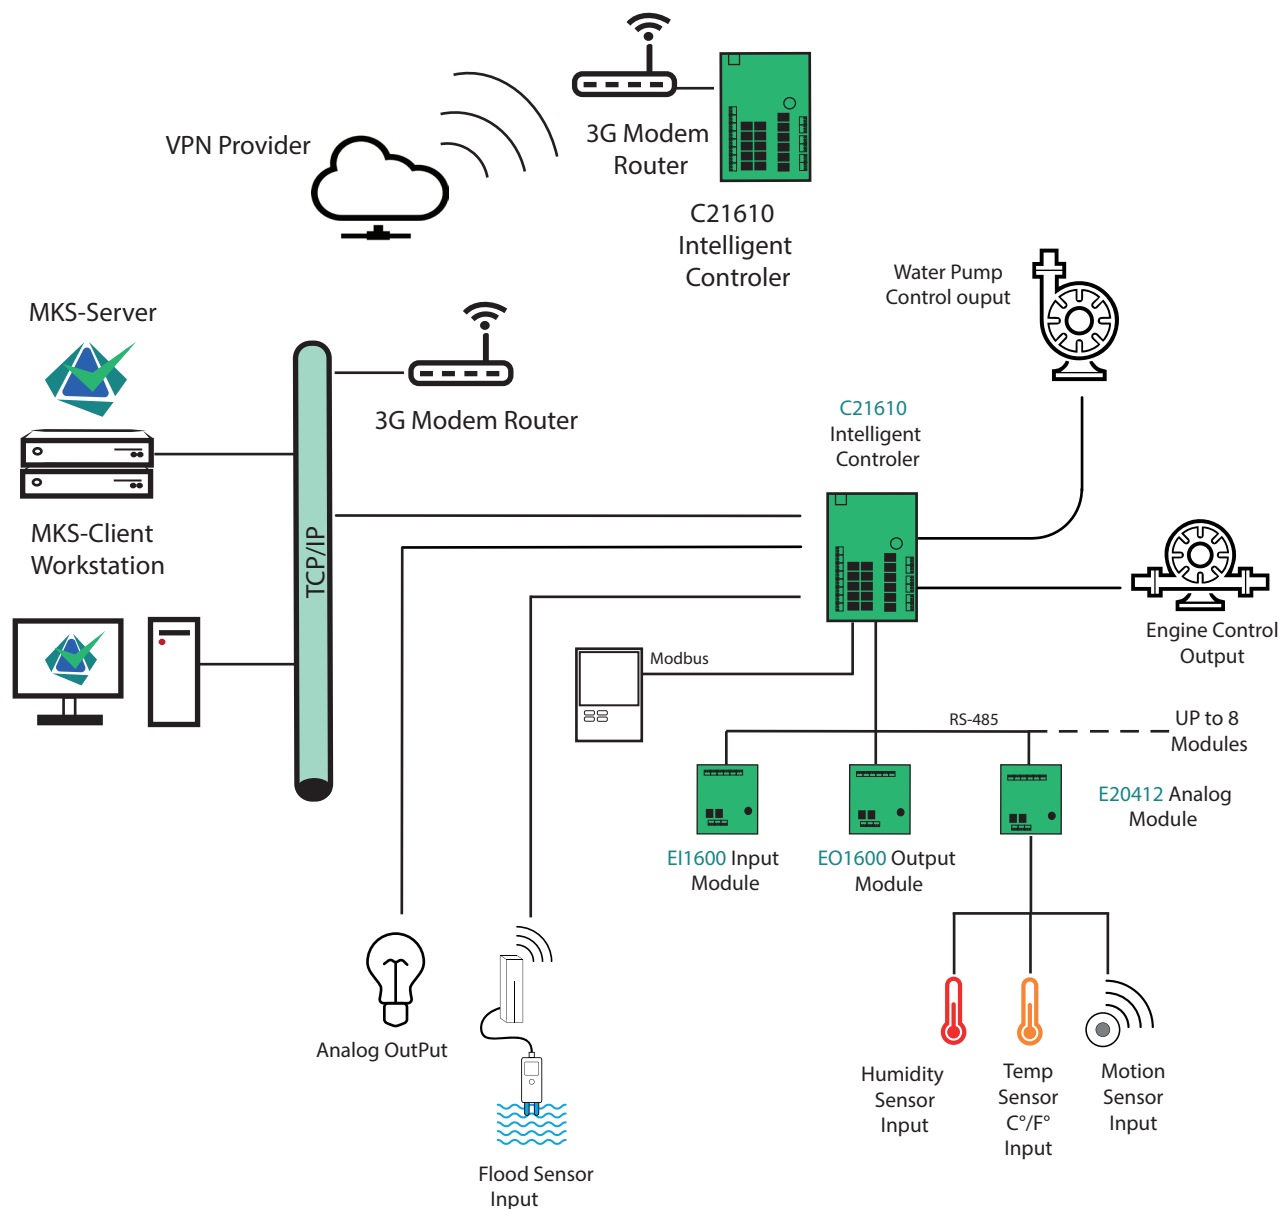 VPN Provider
3G Modem
Router
C21610
Intelligent
Controler
Water Pump
Control ouput
MKS-Server
3G Modem Router
C21610
Intelligent
Controler
MKS-Client
Workstation
TCP/IP
Engine Control
Output
Modbus
RS-485
UP to 8
Modules
E20412 Analog
Module
EI1600 Input
Module
EO1600 Output
Module
Analog OutPut
Humidity
Sensor
Input
Temp
Sensor
C°/F°
Input
Motion
Sensor
Input
Flood Sensor
Input